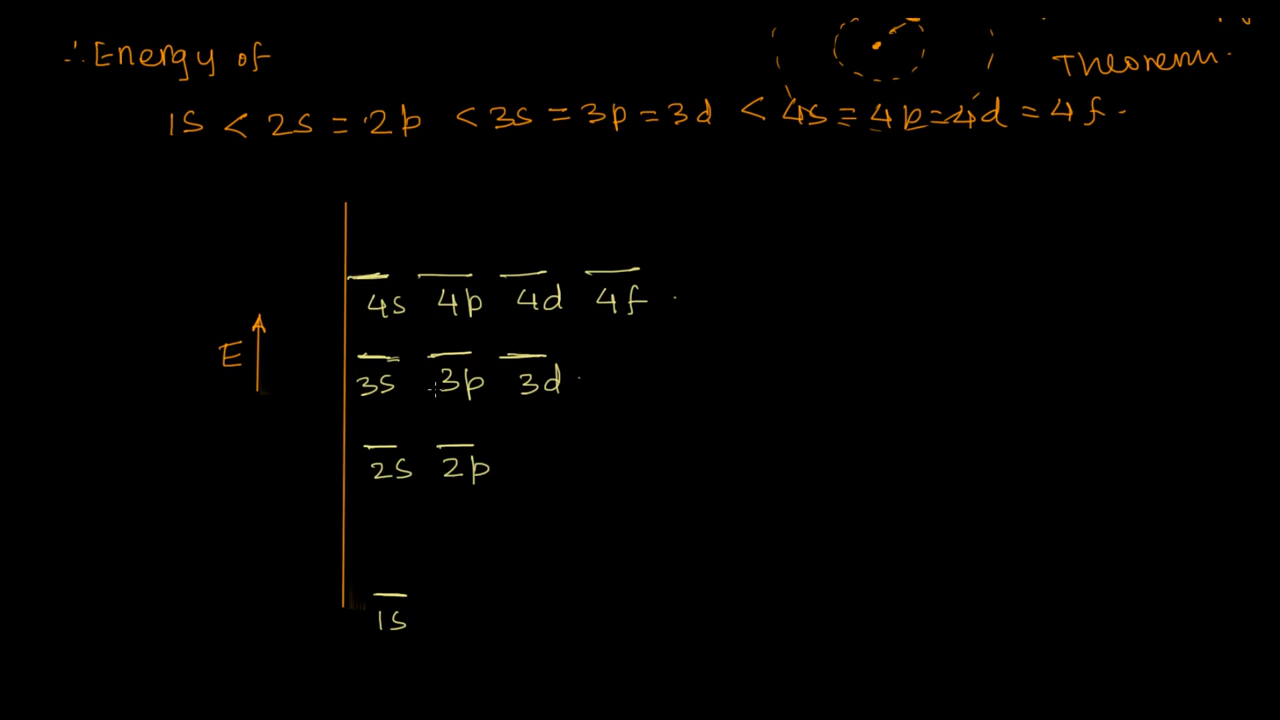 ∴ Energy of
Theorem.
1s < 2s = 2p < 3s = 3p = 3d < 4s = 4p = 4d = 4f.
4s 4p 4d 4f
E
3s 3p 3d
2s 2p
1s